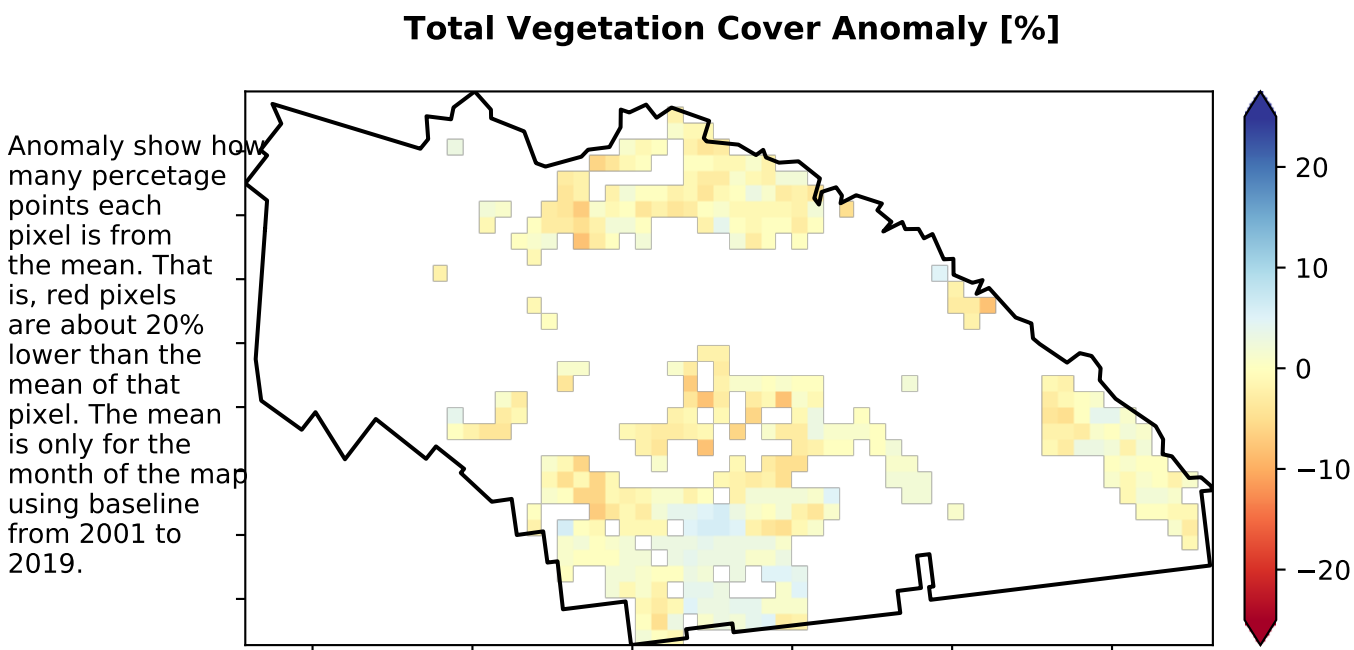 Total Vegetation Cover Anomaly [%]
Anomaly show how
many percetage
points each
pixel is from
the mean. That
is, red pixels
are about 20%
lower than the
mean of that
pixel. The mean
is only for the
month of the map
using baseline
from 2001 to
2019.
20
10
0
−10
−20